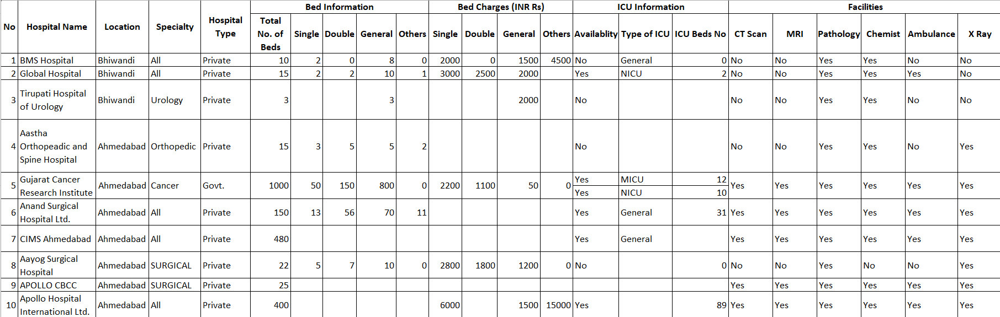 Bed Information Bed Charges (INR Rs) ICU Information Facilities
No Hospital Name Location Specialty Hospital Type Total No. of Beds Single Double General Others Single Double General Others Availablity Type of ICU ICU Beds No CT Scan MRI Pathology Chemist Ambulance X Ray
1 BMS Hospital Bhiwandi All Private 10 2 0 8 0 2000 0 1500 4500 No General 0 No No Yes Yes No No
2 Global Hospital Bhiwandi All Private 15 2 2 10 1 3000 2500 2000 Yes NICU 2 No No Yes Yes Yes No
3 Tirupati Hospital of Urology Bhiwandi Urology Private 3 3 2000 No No No Yes Yes No No
4 Aastha Orthopeadic and Spine Hospital Ahmedabad Orthopedic Private 15 3 5 5 2 No No No Yes Yes No Yes
5 Gujarat Cancer Research Institute Ahmedabad Cancer Govt. 1000 50 150 800 0 2200 1100 50 0 Yes MICU 12 Yes NICU 10 Yes Yes Yes Yes Yes Yes
6 Anand Surgical Hospital Ltd. Ahmedabad All Private 150 13 56 70 11 Yes General 31 Yes Yes Yes Yes Yes Yes
7 CIMS Ahmedabad Ahmedabad All Private 480 Yes General Yes Yes Yes Yes Yes Yes
8 Aayog Surgical Hospital Ahmedabad SURGICAL Private 22 5 7 10 0 2800 1800 1200 0 No 0 No No Yes No No Yes
9 APOLLO CBCC Ahmedabad SURGICAL Private 25 Yes Yes Yes Yes Yes Yes
10 Apollo Hospital International Ltd. Ahmedabad All Private 400 6000 1500 15000 Yes 89 Yes Yes Yes Yes Yes Yes